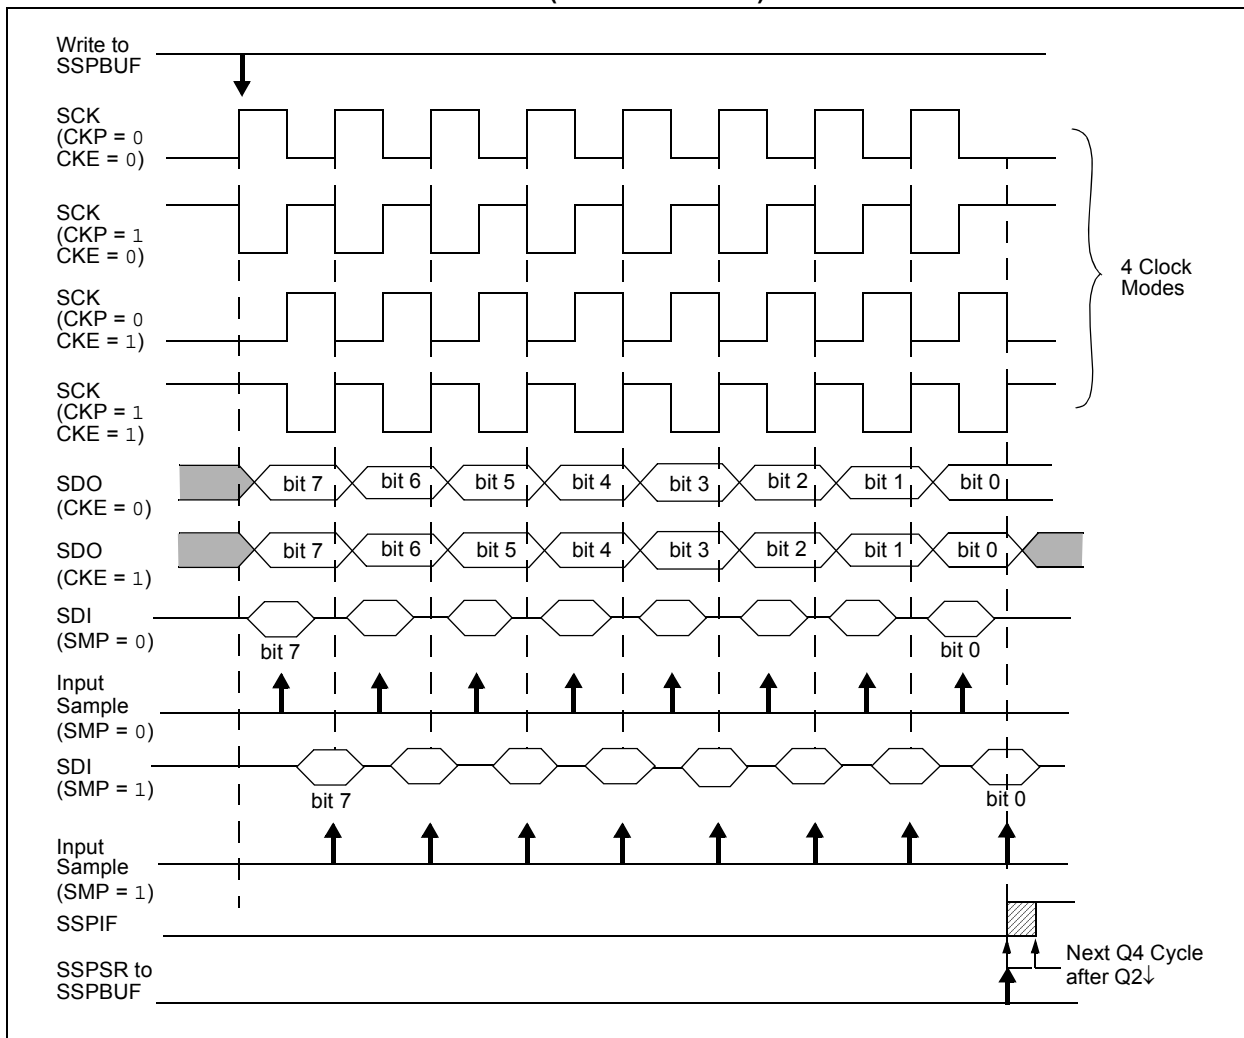 Write to
SSPBUF
SCK
(CKP = 0
CKE = 0)
SCK
(CKP = 1
CKE = 0)
4 Clock
Modes
SCK
(CKP = 0
CKE = 1)
SCK
(CKP = 1
CKE = 1)
SDO
(CKE = 0)
bit 7 bit 6 bit 5 bit 4 bit 3 bit 2 bit 1 bit 0
SDO
(CKE = 1)
bit 7 bit 6 bit 5 bit 4 bit 3 bit 2 bit 1 bit 0
SDI
(SMP = 0)
bit 7 bit 0
Input
Sample
(SMP = 0)
SDI
(SMP = 1)
bit 7 bit 0
Input
Sample
(SMP = 1)
SSPIF
Next Q4 Cycle
after Q2↓
SSPSR to
SSPBUF